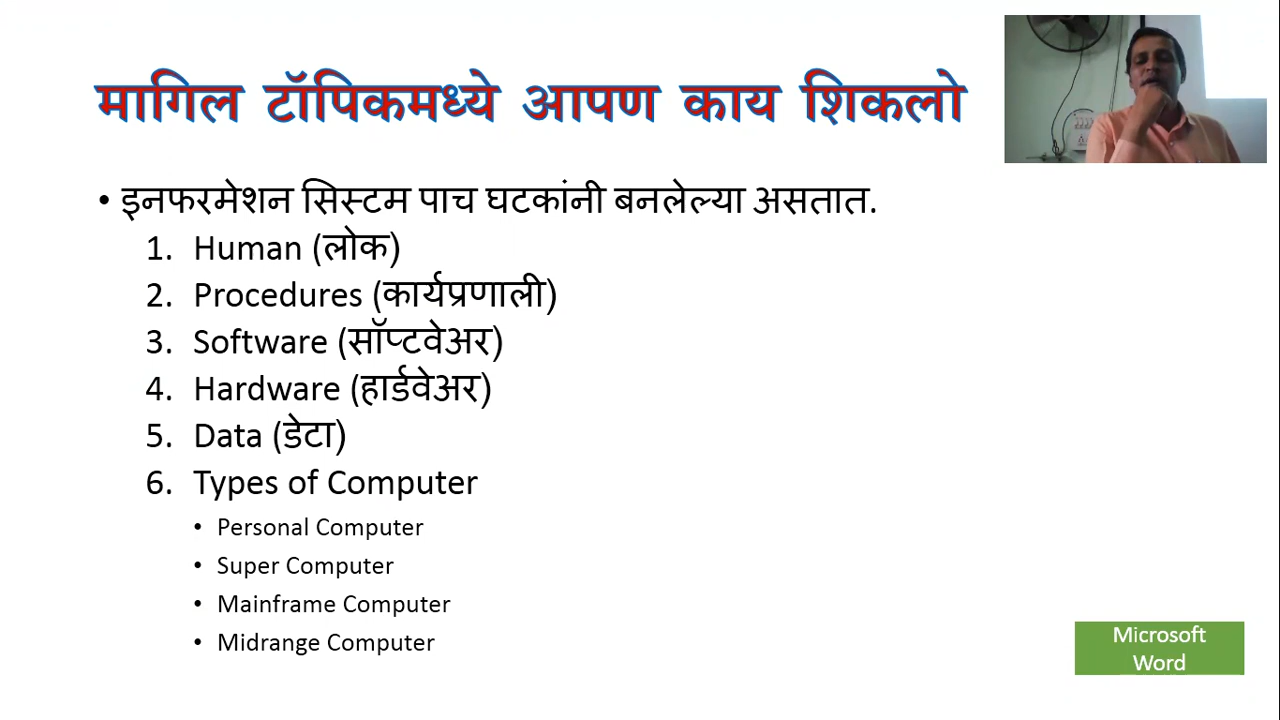 मागिल टॉपिकमध्ये आपण काय शिकलो
• इनफरमेशन सिस्टम पाच घटकांनी बनलेल्या असतात.
1. Human (लोक)
2. Procedures (कार्यप्रणाली)
3. Software (सॉप्टवेअर)
4. Hardware (हार्डवेअर)
5. Data (डेटा)
6. Types of Computer
• Personal Computer
• Super Computer
• Mainframe Computer
• Midrange Computer
Microsoft
Word